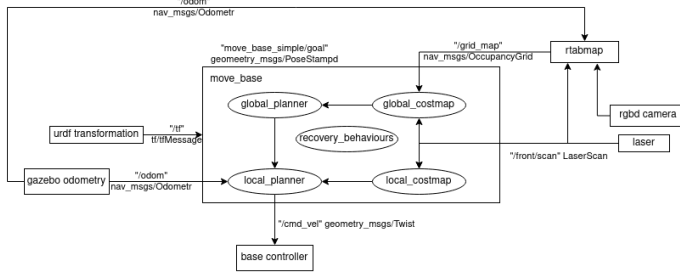 "/odom"
nav_msgs/Odometr
"move_base_simple/goal"
geomeetry_msgs/PoseStampd
"/grid_map"
nav_msgs/OccupancyGrid
rtabmap
move_base
global_planner
global_costmap
rgbd camera
urdf transformation
"/tf"
tf/tfMessage
recovery_behaviours
laser
"/front/scan" LaserScan
gazebo odometry
"/odom"
nav_msgs/Odometr
local_planner
local_costmap
"/cmd_vel" geometry_msgs/Twist
base controller